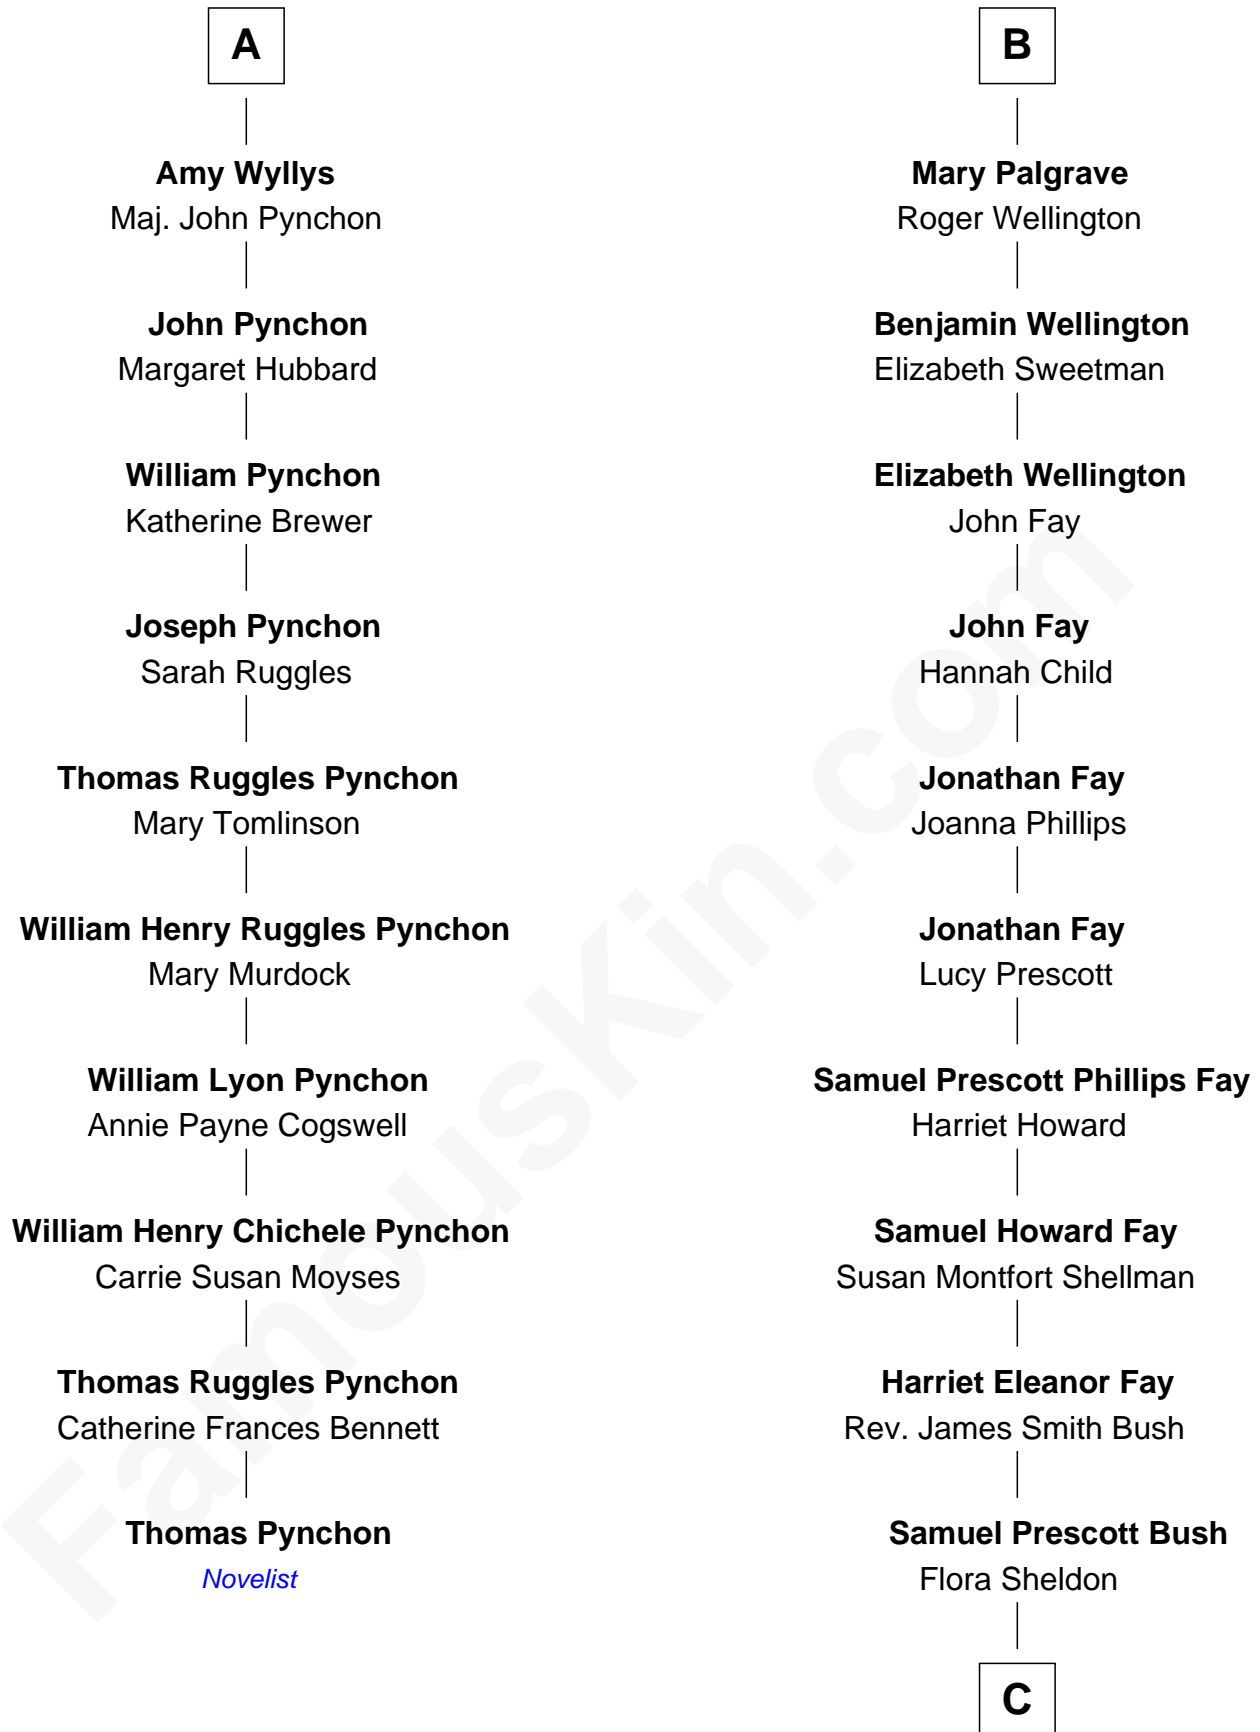 A
Amy Wyllys
Maj. John Pynchon
John Pynchon
Margaret Hubbard
William Pynchon
Katherine Brewer
Joseph Pynchon
Sarah Ruggles
Thomas Ruggles Pynchon
Mary Tomlinson
William Henry Ruggles Pynchon
Mary Murdock
William Lyon Pynchon
Annie Payne Cogswell
William Henry Chichele Pynchon
Carrie Susan Moyses
Thomas Ruggles Pynchon
Catherine Frances Bennett
Thomas Pynchon
Novelist
B
Mary Palgrave
Roger Wellington
Benjamin Wellington
Elizabeth Sweetman
Elizabeth Wellington
John Fay
John Fay
Hannah Child
Jonathan Fay
Joanna Phillips
Jonathan Fay
Lucy Prescott
Samuel Prescott Phillips Fay
Harriet Howard
Samuel Howard Fay
Susan Montfort Shellman
Harriet Eleanor Fay
Rev. James Smith Bush
Samuel Prescott Bush
Flora Sheldon
C
FamousKin.com